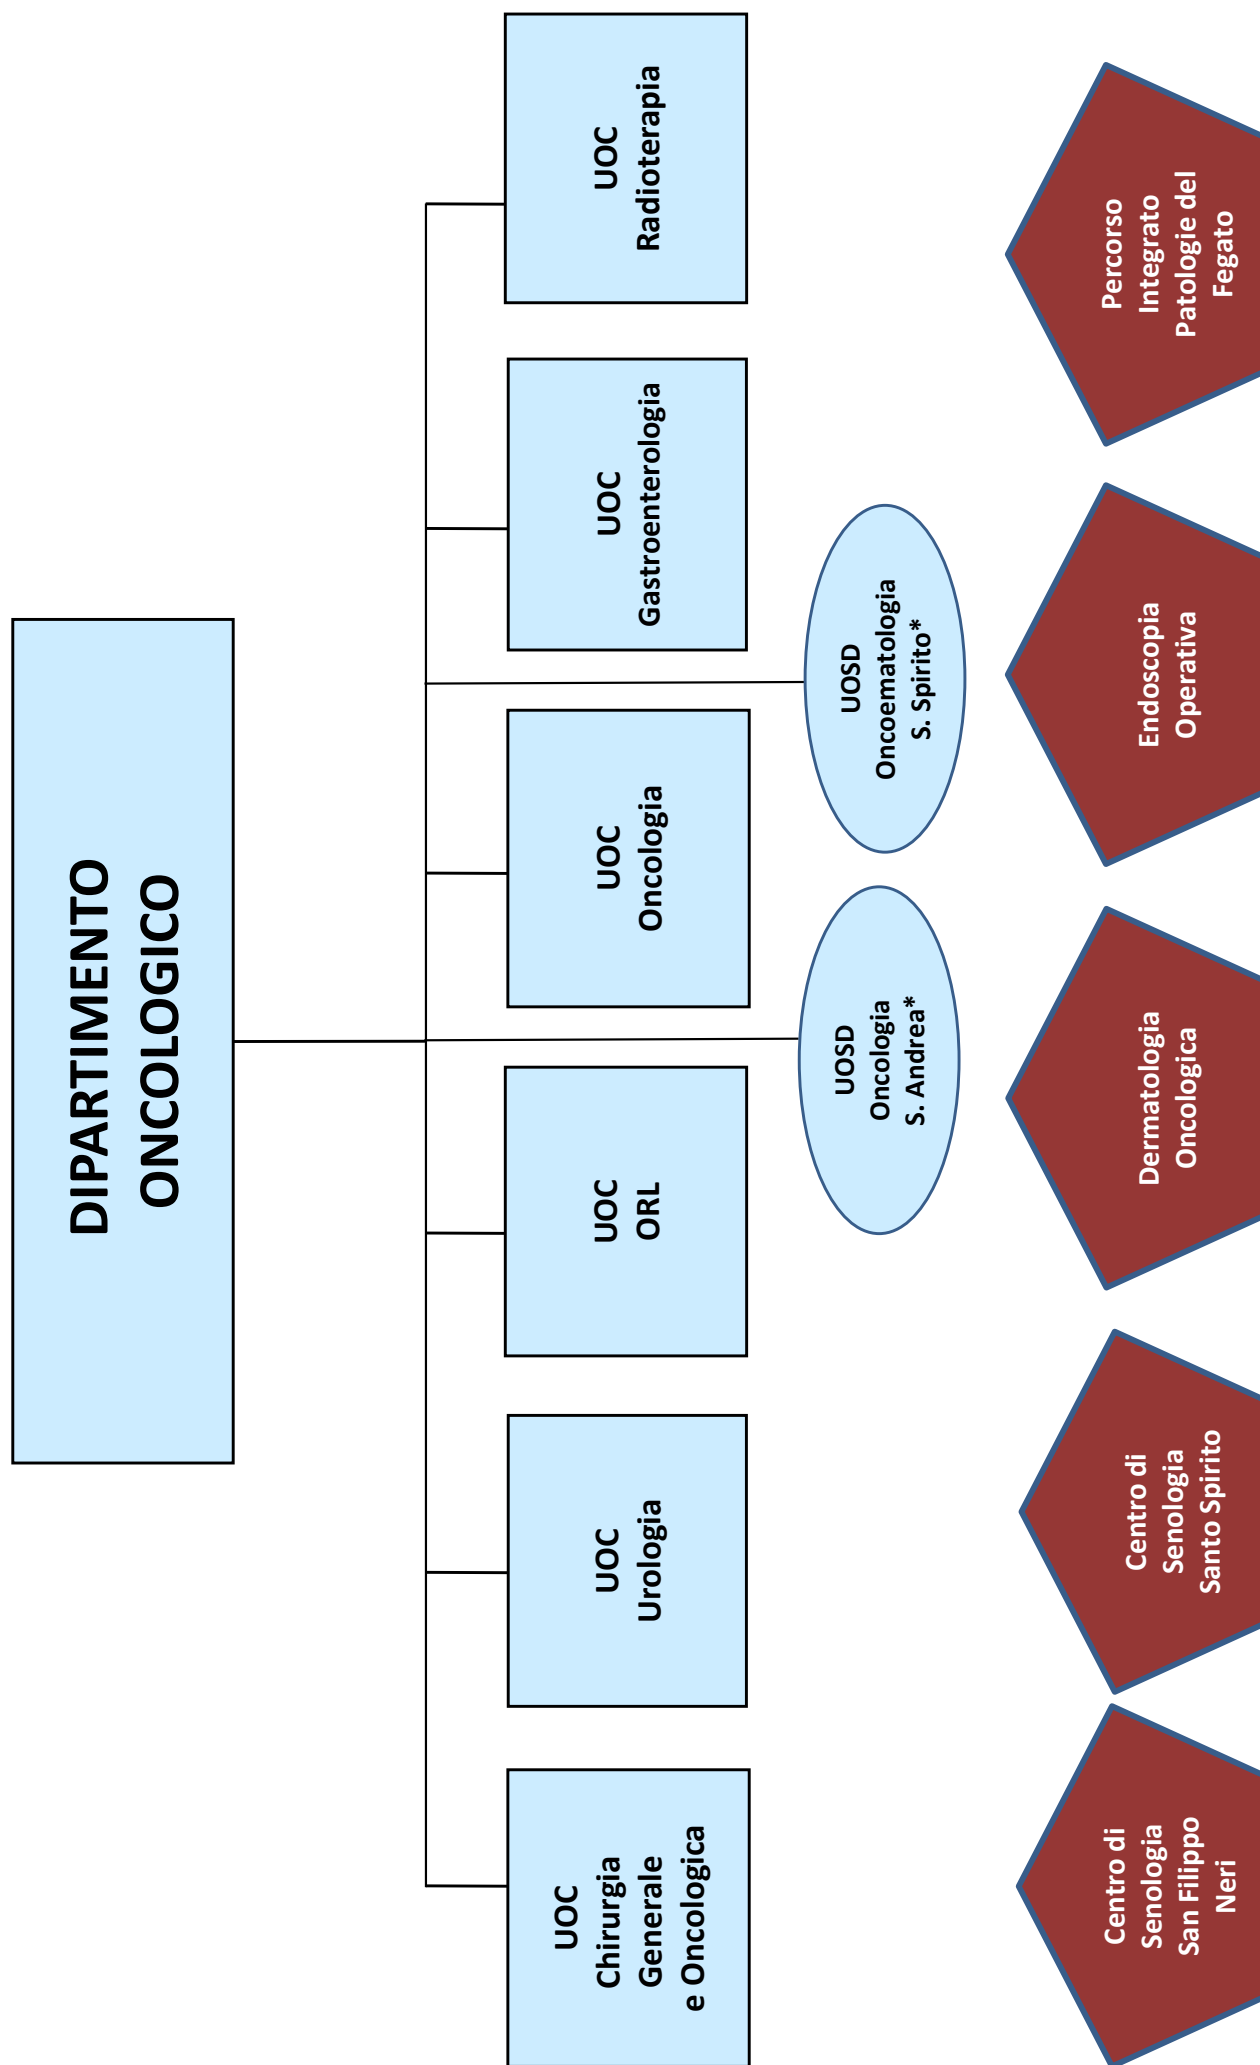 DIPARTIMENTO
ONCOLOGICO
UOC
Chirurgia
Generale
e Oncologica
UOC
Urologia
UOC
ORL
UOC
Oncologia
UOC
Gastroenterologia
UOC
Radioterapia
UOSD
Oncologia
S. Andrea*
UOSD
Oncoematologia
S. Spirito*
Centro di
Senologia
San Filippo
Neri
Centro di
Senologia
Santo Spirito
Dermatologia
Oncologica
Endoscopia
Operativa
Percorso
Integrato
Patologie del
Fegato